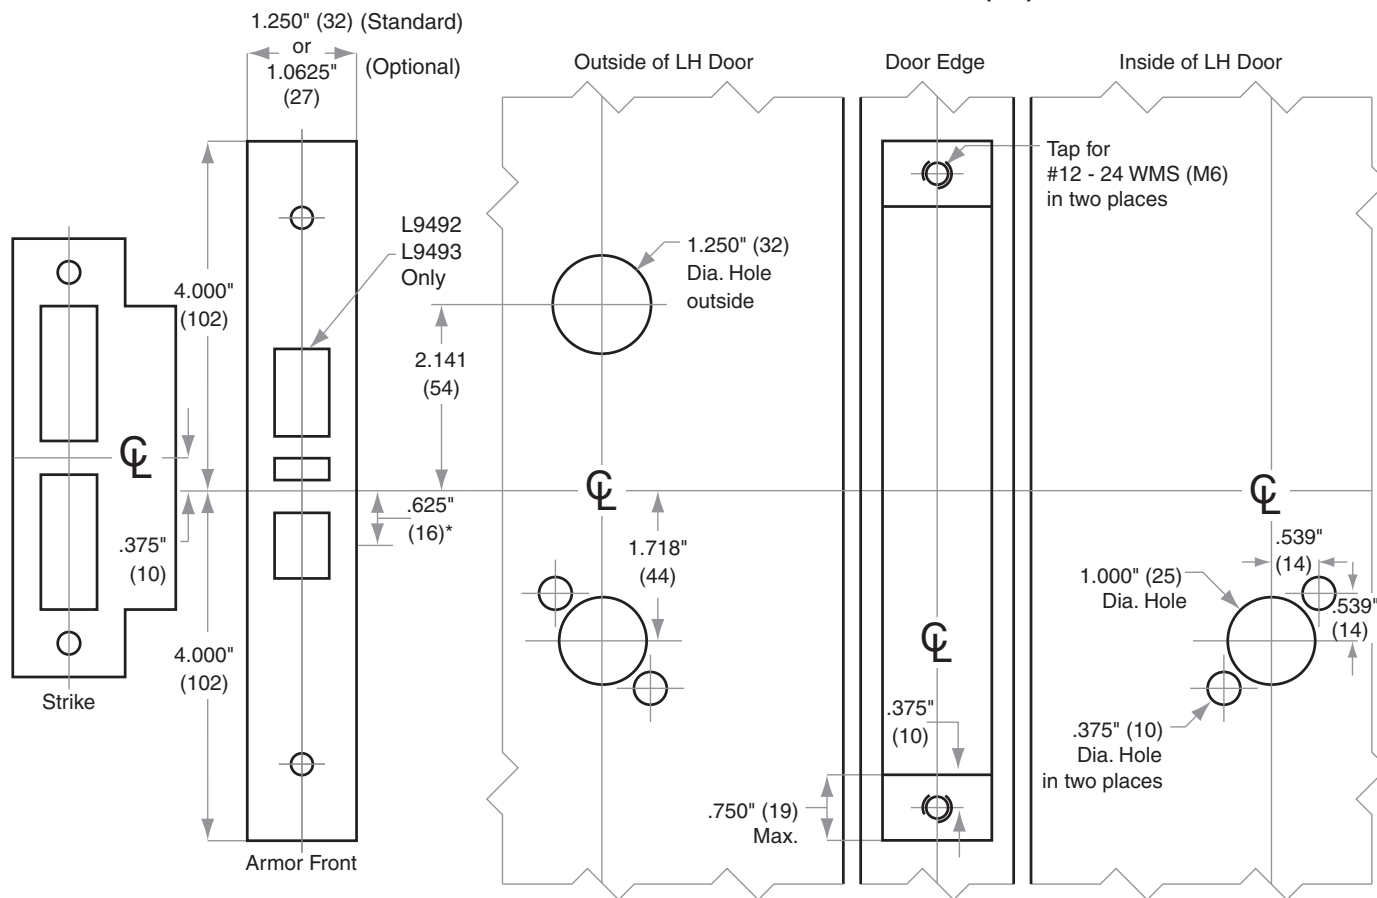 1.250" (32) (Standard)
or
1.0625" (Optional)
(27)
Outside of LH Door
Door Edge
Inside of LH Door
Tap for
#12 - 24 WMS (M6)
in two places
L9492
L9493
Only
1.250" (32)
Dia. Hole
outside
4.000"
(102)
2.141
(54)
℄
℄
℄
.625"
(16)*
.375"
(10)
1.718"
(44)
.539"
(14)
1.000" (25)
Dia. Hole
.539"
(14)
℄
4.000"
(102)
Strike
.375"
(10)
.375" (10)
Dia. Hole
in two places
.750" (19)
Max.
Armor Front